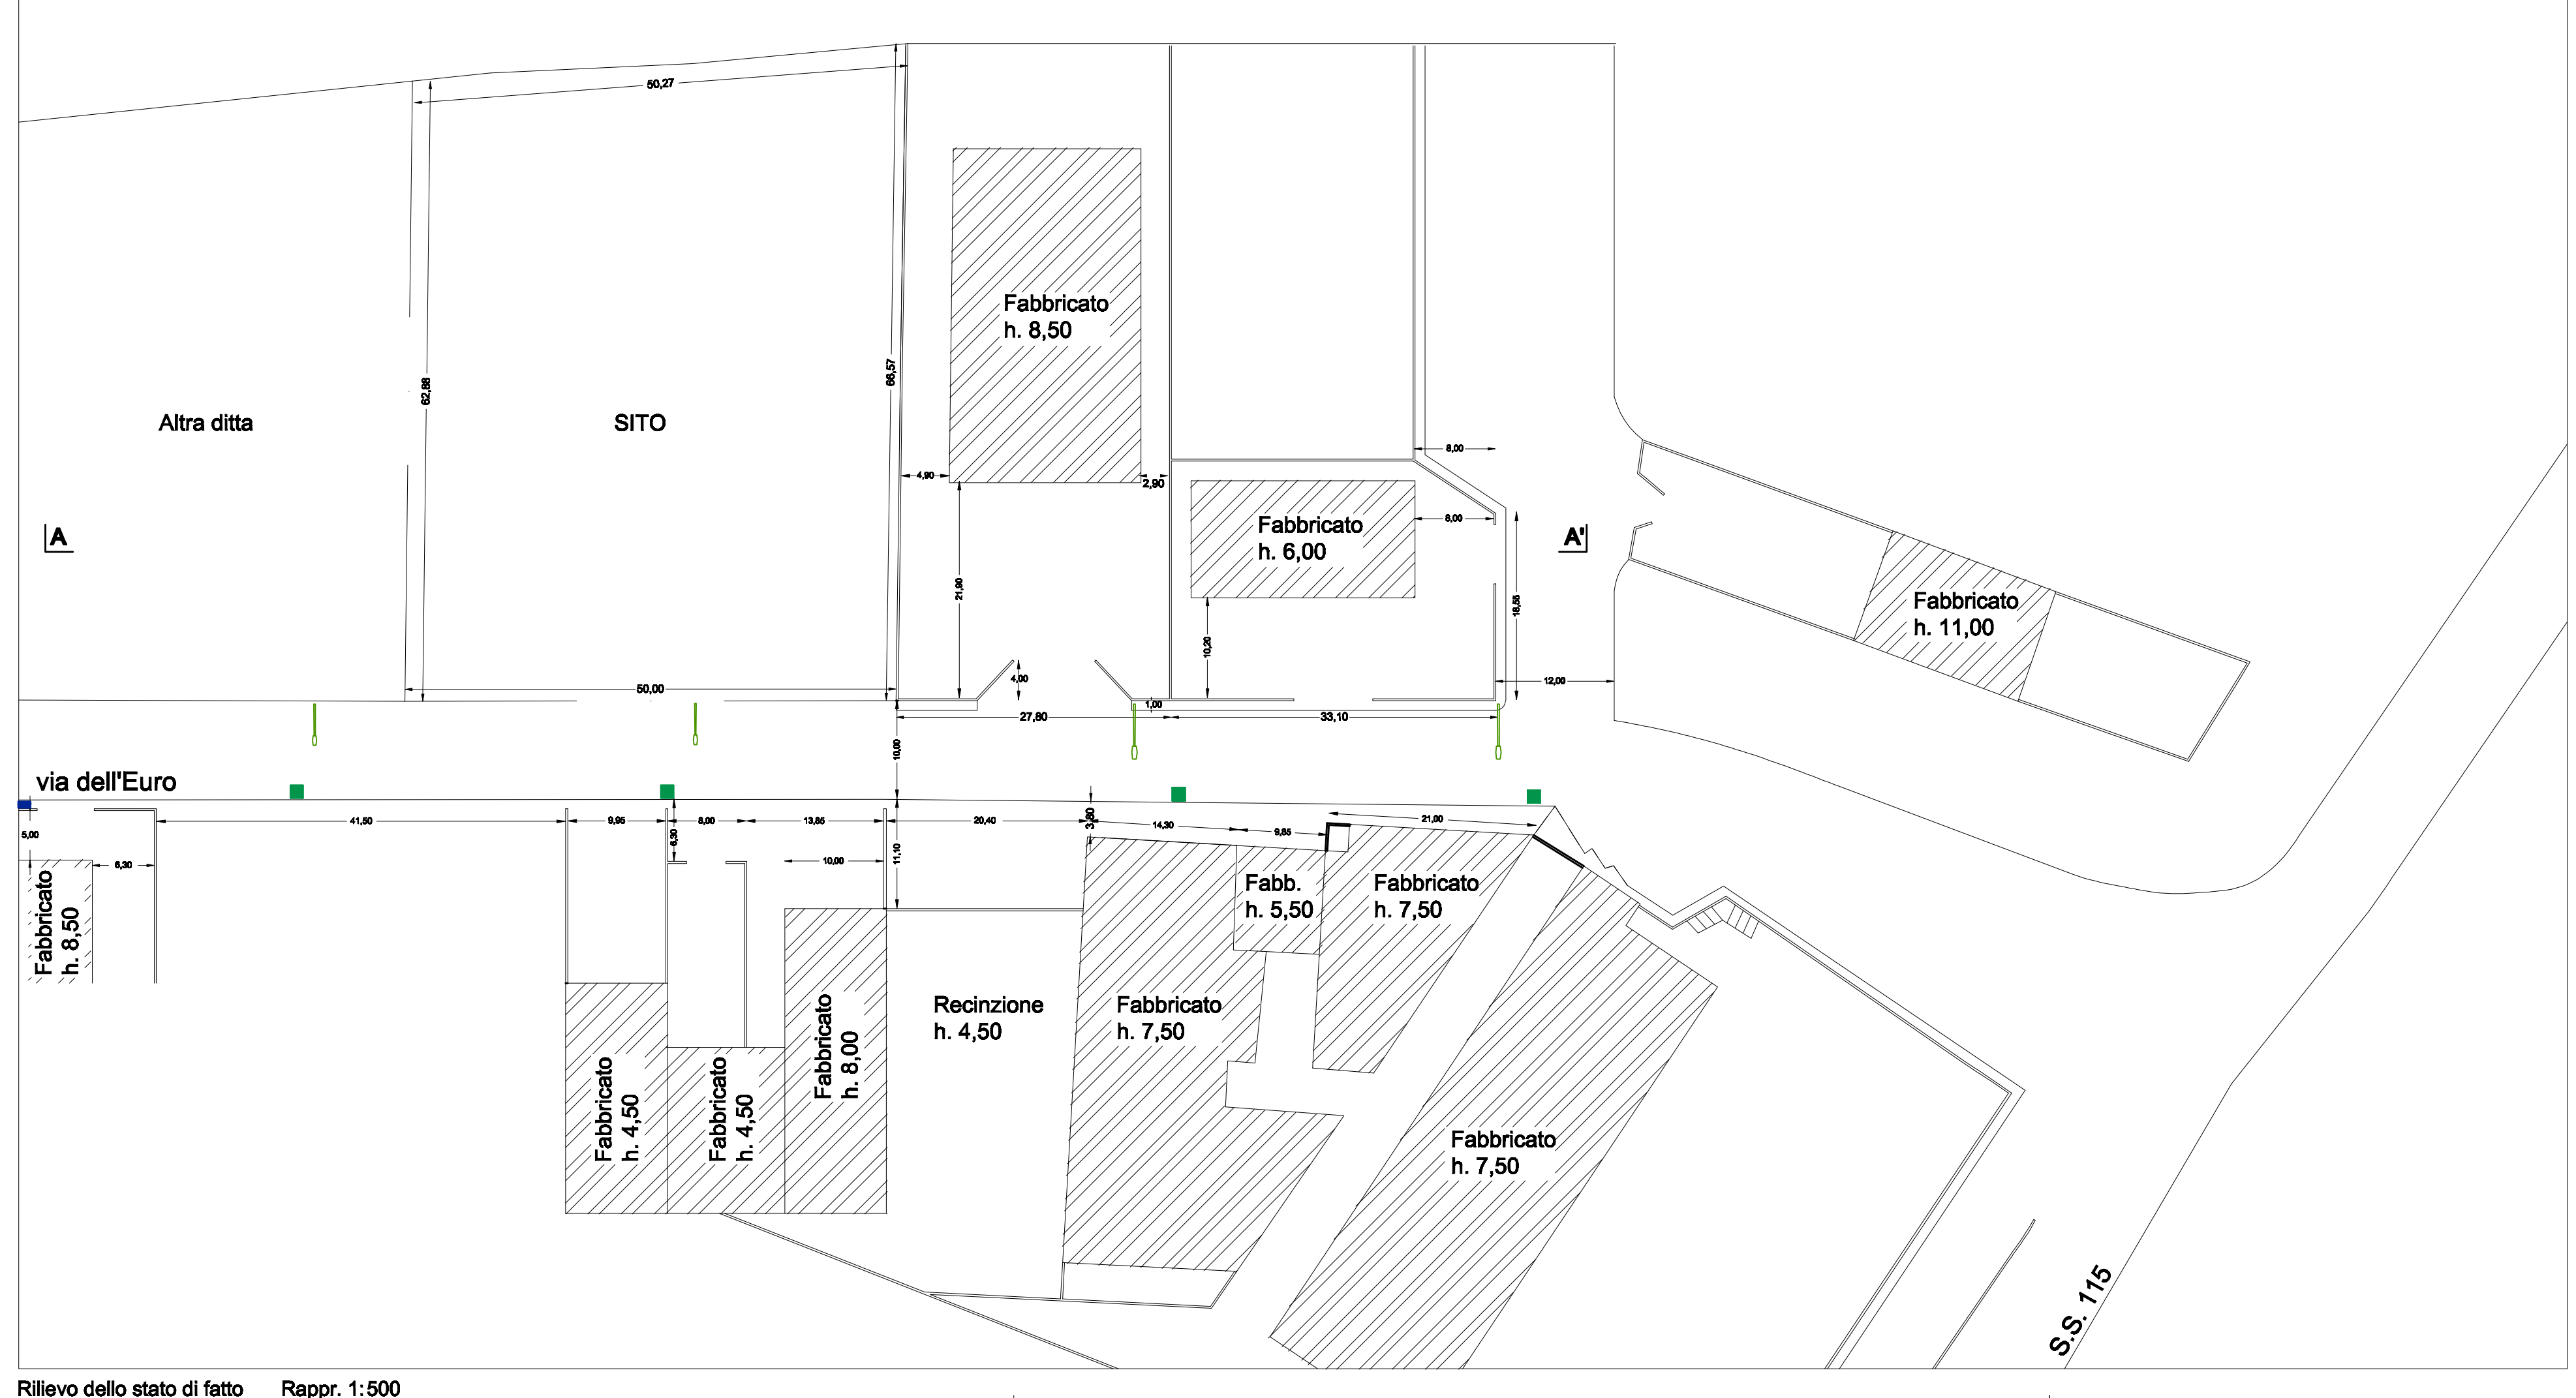 50,27
66,57
62,88
Fabbricato
h. 8,50
Altra ditta
SITO
8,00
4,90
2,90
8,00
Fabbricato
h. 6,00
A
A'
21,90
10,20
18,55
Fabbricato
h. 11,00
4,00
12,00
50,00
1,00
27,80
33,10
10,00
via dell'Euro
5,00
41,50
9,95
6,30
8,00
13,85
20,40
3,80
14,30
9,85
21,00
6,30
10,00
11,10
Fabbricato
h. 8,50
Fabb.
h. 5,50
Fabbricato
h. 7,50
Recinzione
h. 4,50
Fabbricato
h. 7,50
Fabbricato
h. 8,00
Fabbricato
h. 4,50
Fabbricato
h. 4,50
Fabbricato
h. 7,50
S.S. 115
Rilievo dello stato di fatto Rappr. 1:500